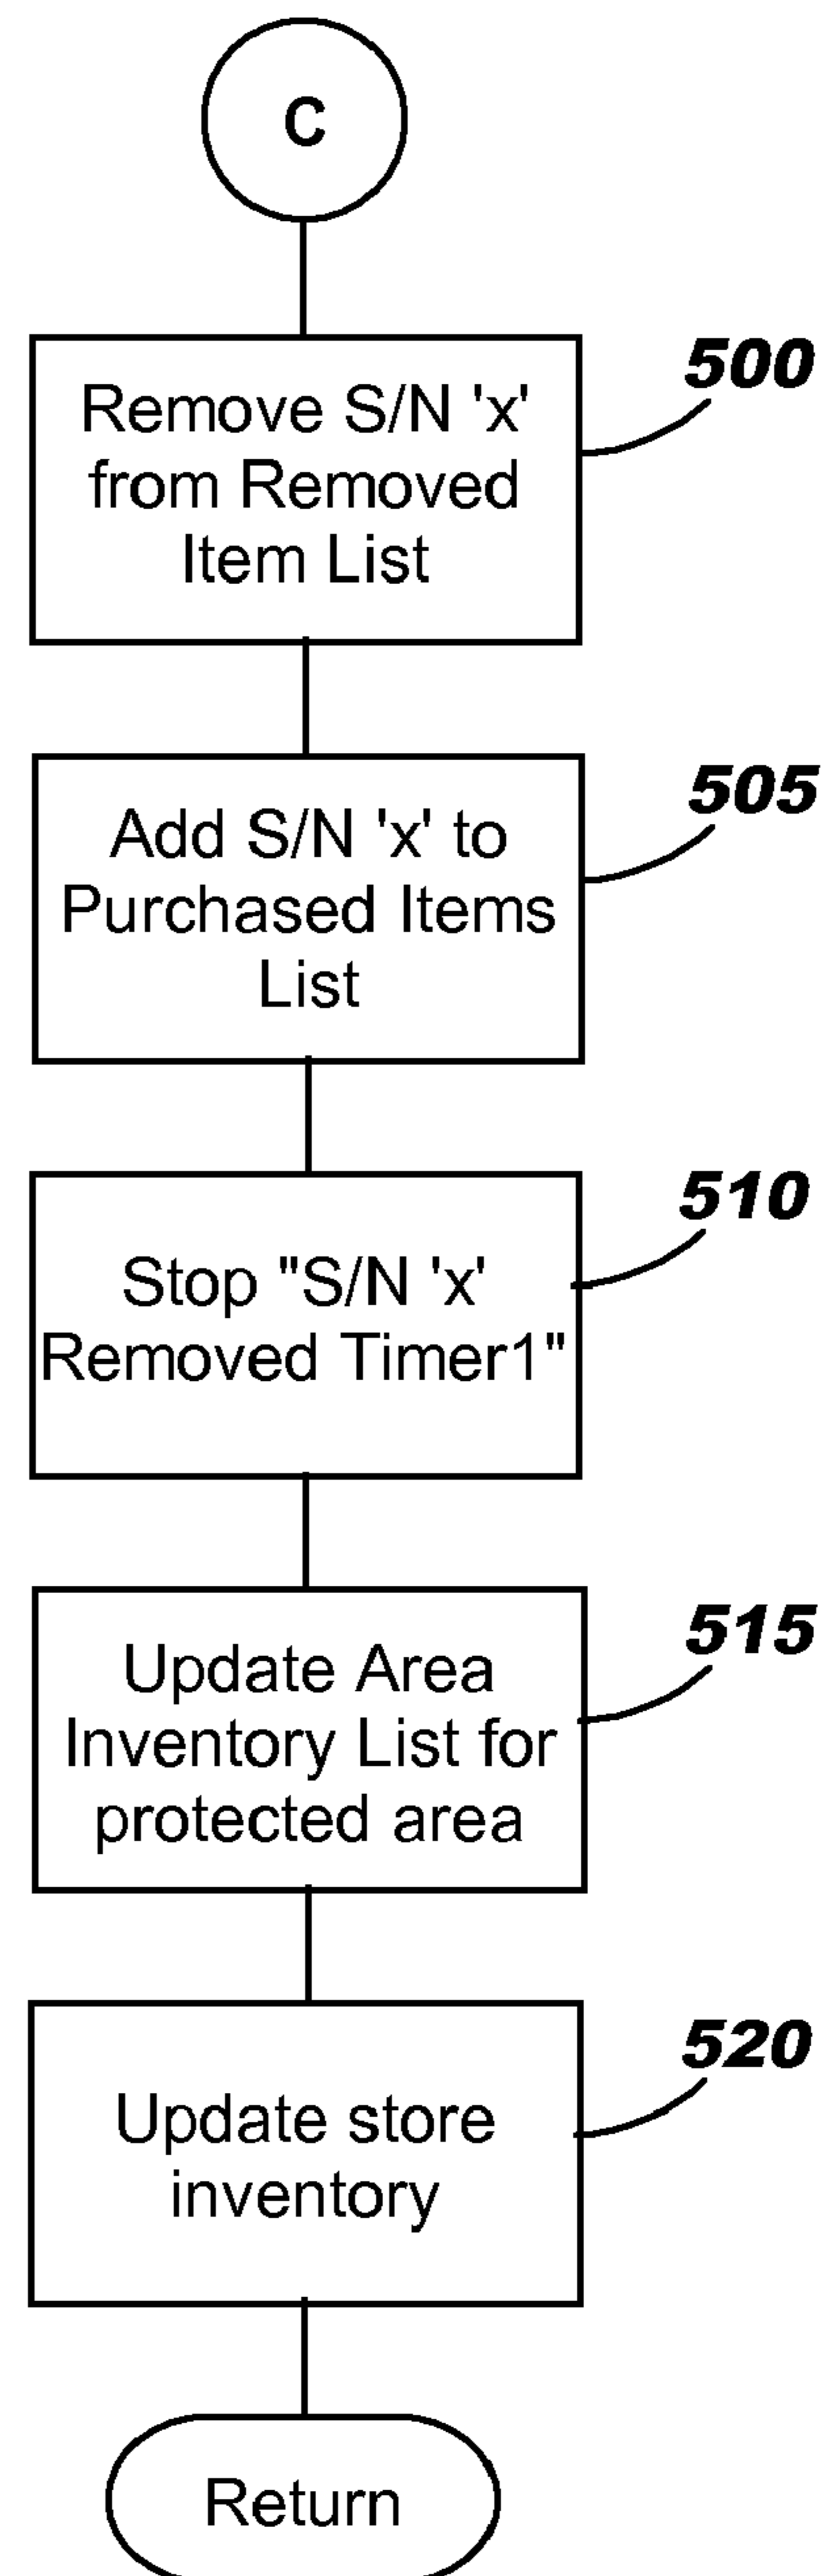 C
500
Remove S/N 'x'
from Removed
Item List
505
Add S/N 'x' to
Purchased Items
List
510
Stop "S/N 'x'
Removed Timer1"
515
Update Area
Inventory List for
protected area
520
Update store
inventory
Return